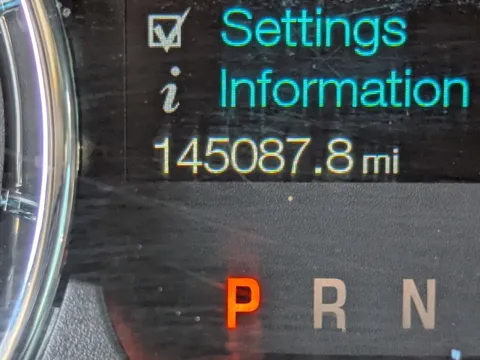 Settings
i Information
145087.8 mi
P R N